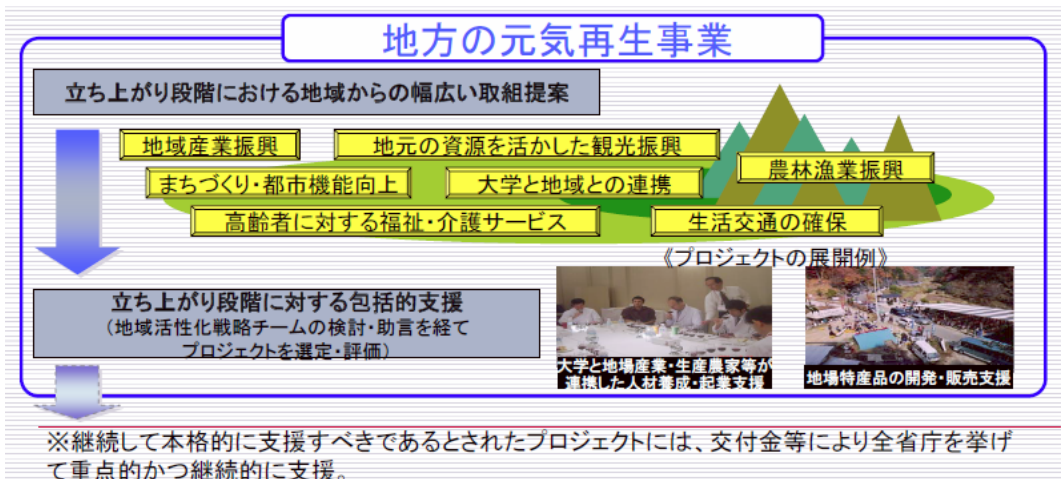 地方の元気再生事業
立ち上がり段階における地域からの幅広い取組提案
地域産業振興
地元の資源を活かした観光振興
農林漁業振興
まちづくり・都市機能向上
大学と地域との連携
高齢者に対する福祉・介護サービス
生活交通の確保
《プロジェクトの展開例》
立ち上がり段階に対する包括的支援
（地域活性化戦略チームの検討・助言を経て
プロジェクトを選定・評価）
大学と地場産業・生産農家等が
連携した人材養成・起業支援
地場特産品の開発・販売支援
※継続して本格的に支援すべきであるとされたプロジェクトには、交付金等により全省庁を挙げ
て重点的かつ継続的に支援。